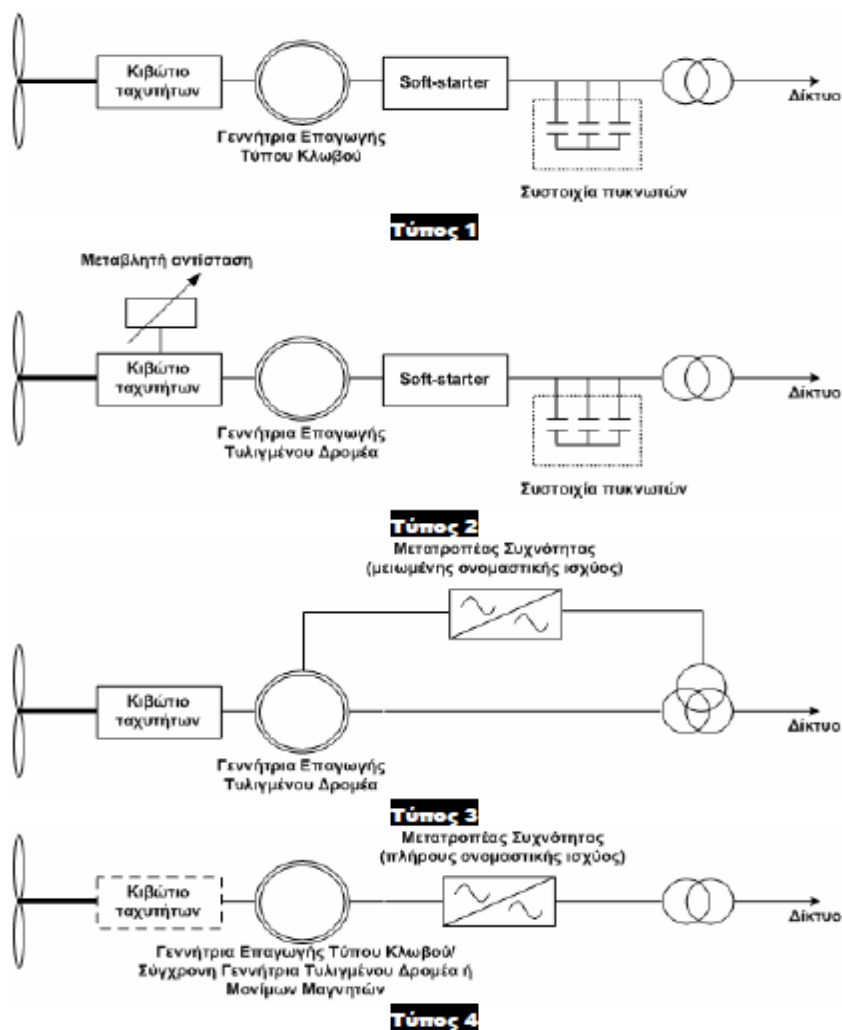 Κιβώτιο
ταχυτήτων
Soft-starter
Δίκτυο
Γεννήτρια Επαγωγής
Τύπου Κλωβού
Συστοιχία πυκνωτών
Τύπος 1
Μεταβλητή αντίσταση
Κιβώτιο
ταχυτήτων
Soft-starter
Δίκτυο
Γεννήτρια Επαγωγής
Τυλιγμένου Δρομέα
Συστοιχία πυκνωτών
Τύπος 2
Μετατροπέας Συχνότητας
(μειωμένης ονομαστικής ισχύος)
Κιβώτιο
ταχυτήτων
Δίκτυο
Γεννήτρια Επαγωγής
Τυλιγμένου Δρομέα
Τύπος 3
Μετατροπέας Συχνότητας
(πλήρους ονομαστικής ισχύος)
Κιβώτιο
ταχυτήτων
Δίκτυο
Γεννήτρια Επαγωγής Τύπου Κλωβού/
Σύγχρονη Γεννήτρια Τυλιγμένου Δρομέα ή
Μονίμων Μαγνητών
Τύπος 4